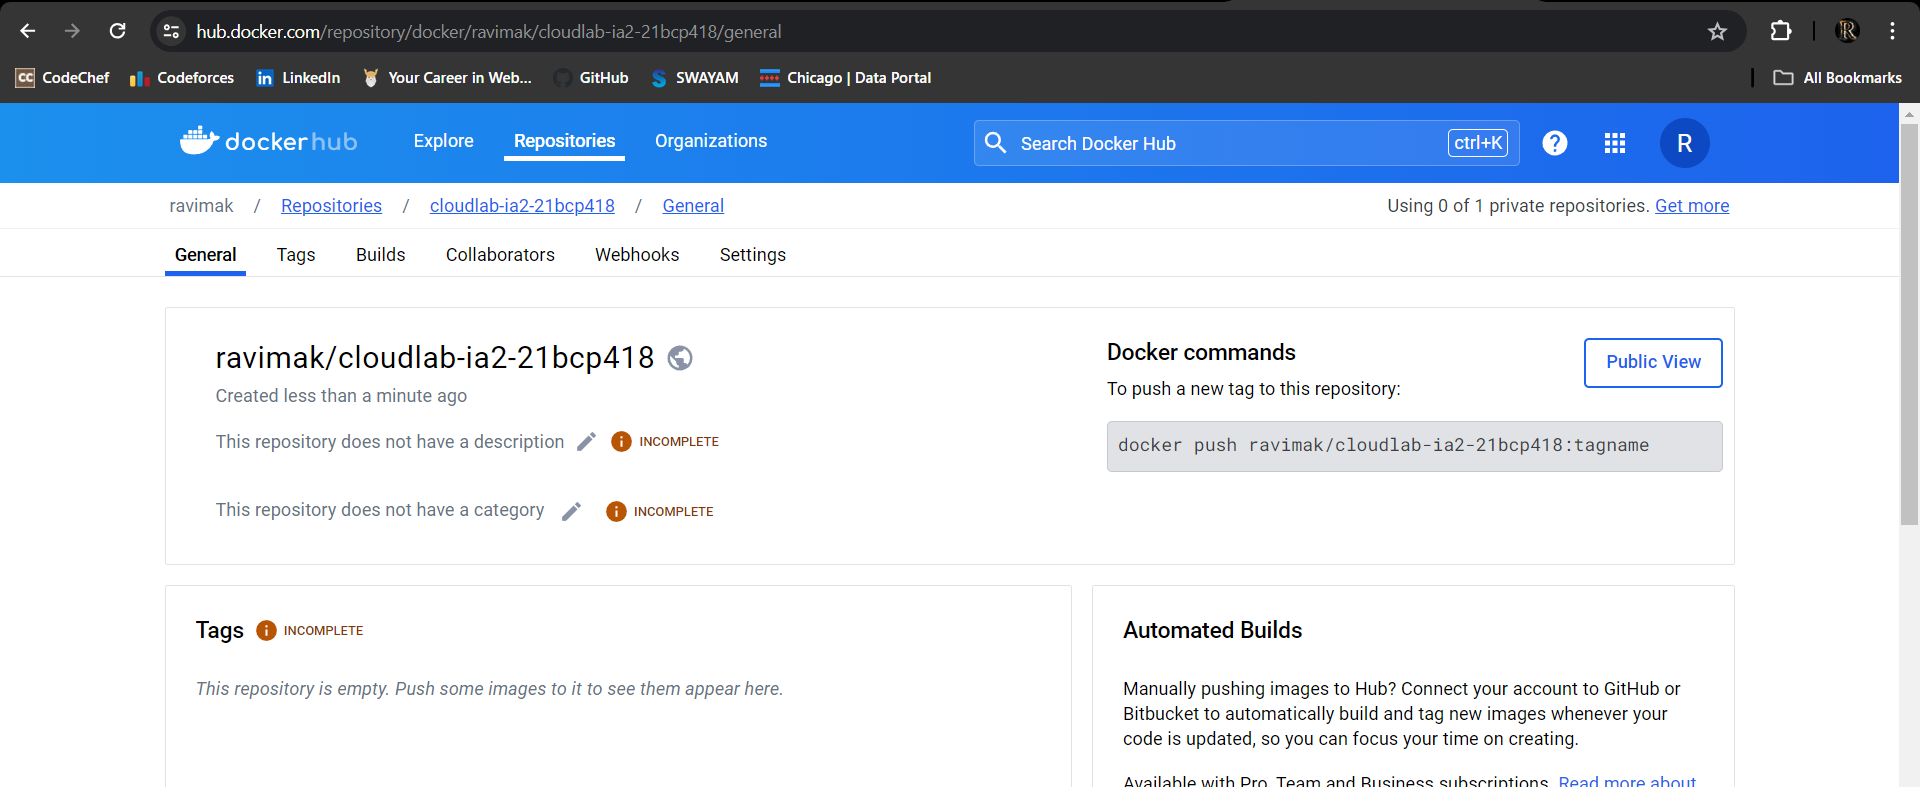 hub.docker.com/repository/docker/ravimak/cloudlab-ia2-21bcp418/general
CC CodeChef Codeforces in LinkedIn Your Career in Web... GitHub S SWAYAM Chicago | Data Portal All Bookmarks
dockerhub Explore Repositories Organizations Search Docker Hub ctrl+K ? R
ravimak / Repositories / cloudlab-ia2-21bcp418 / General Using 0 of 1 private repositories. Get more
General Tags Builds Collaborators Webhooks Settings
ravimak/cloudlab-ia2-21bcp418
Created less than a minute ago
This repository does not have a description i INCOMPLETE
This repository does not have a category i INCOMPLETE
Docker commands
Public View
To push a new tag to this repository:
docker push ravimak/cloudlab-ia2-21bcp418:tagname
Tags i INCOMPLETE
This repository is empty. Push some images to it to see them appear here.
Automated Builds
Manually pushing images to Hub? Connect your account to GitHub or
Bitbucket to automatically build and tag new images whenever your
code is updated, so you can focus your time on creating.
Available with Pro, Team and Business subscriptions. Read more about